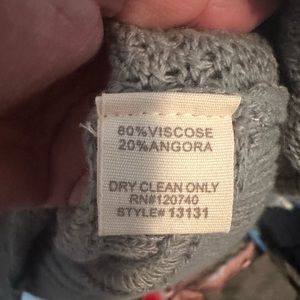 80%VISCOSE
20%ANGORA
DRY CLEAN ONLY
RN#120740
STYLE# 13131